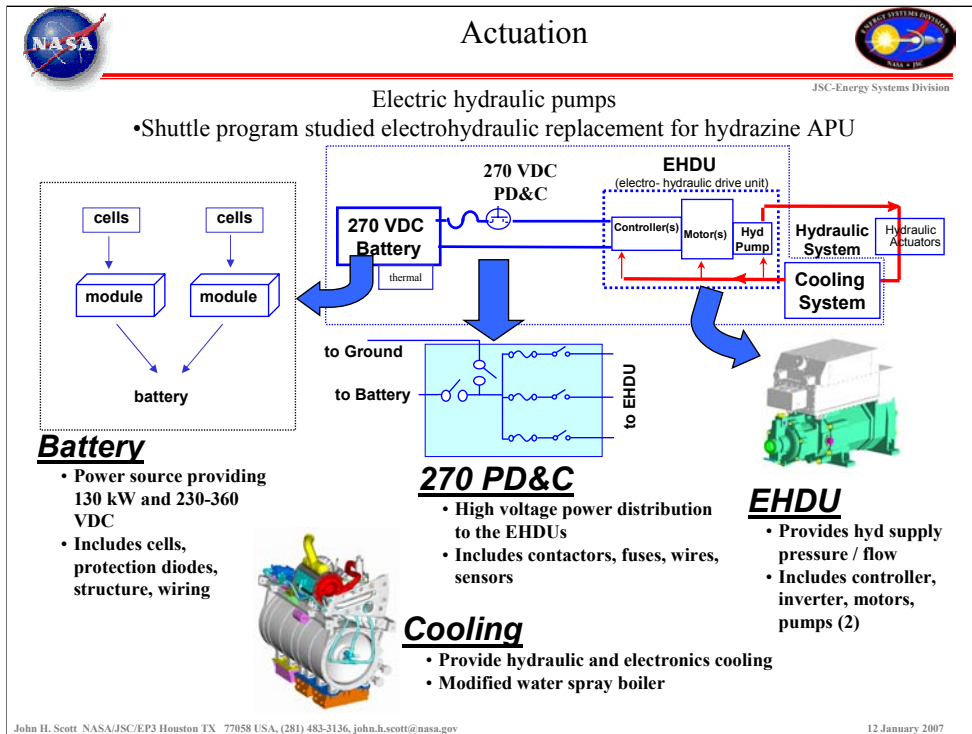 NASA
Actuation
ENERGY SYSTEMS DIVISION
NASA • JSC
JSC-Energy Systems Division
Electric hydraulic pumps
•Shuttle program studied electrohydraulic replacement for hydrazine APU
cells
cells
module
module
battery
270 VDC
Battery
thermal
270 VDC
PD&C
EHDU
(electro- hydraulic drive unit)
Controller(s)
Motor(s)
Hyd
Pump
Hydraulic
System
Hydraulic
Actuators
Cooling
System
to Ground
to Battery
to EHDU
Battery
• Power source providing
130 kW and 230-360
VDC
• Includes cells,
protection diodes,
structure, wiring
270 PD&C
• High voltage power distribution
to the EHDUs
• Includes contactors, fuses, wires,
sensors
EHDU
• Provides hyd supply
pressure / flow
• Includes controller,
inverter, motors,
pumps (2)
Cooling
• Provide hydraulic and electronics cooling
• Modified water spray boiler
John H. Scott NASA/JSC/EP3 Houston TX 77058 USA, (281) 483-3136, john.h.scott@nasa.gov
12 January 2007